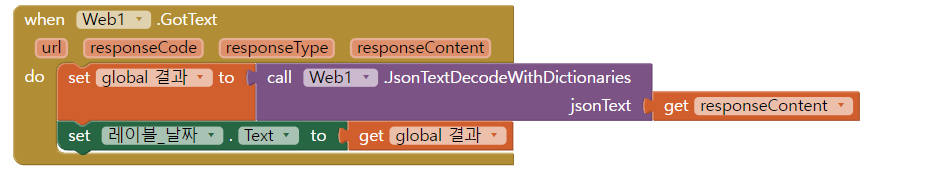 when Web1 .GotText
url responseCode responseType responseContent
do set global 결과 to call Web1 .JsonTextDecodeWithDictionaries
jsonText get responseContent
set 레이블_날짜 . Text to get global 결과